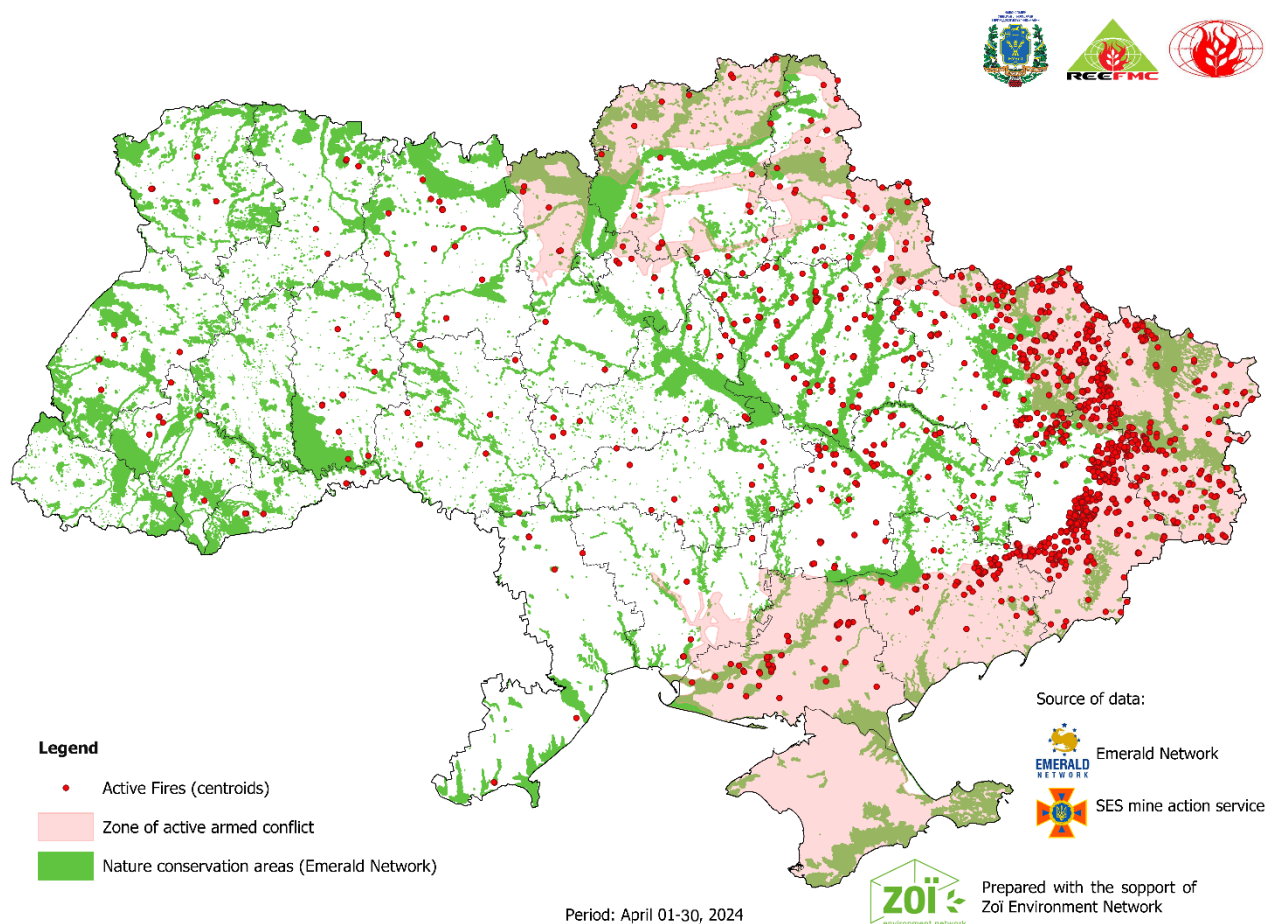 REEFMC
Source of data:
EMERALD
NETWORK
Emerald Network
SES mine action service
Legend
Active Fires (centroids)
Zone of active armed conflict
Nature conservation areas (Emerald Network)
zoï
environment network
Prepared with the sopport of
Zoï Environment Network
Period: April 01-30, 2024